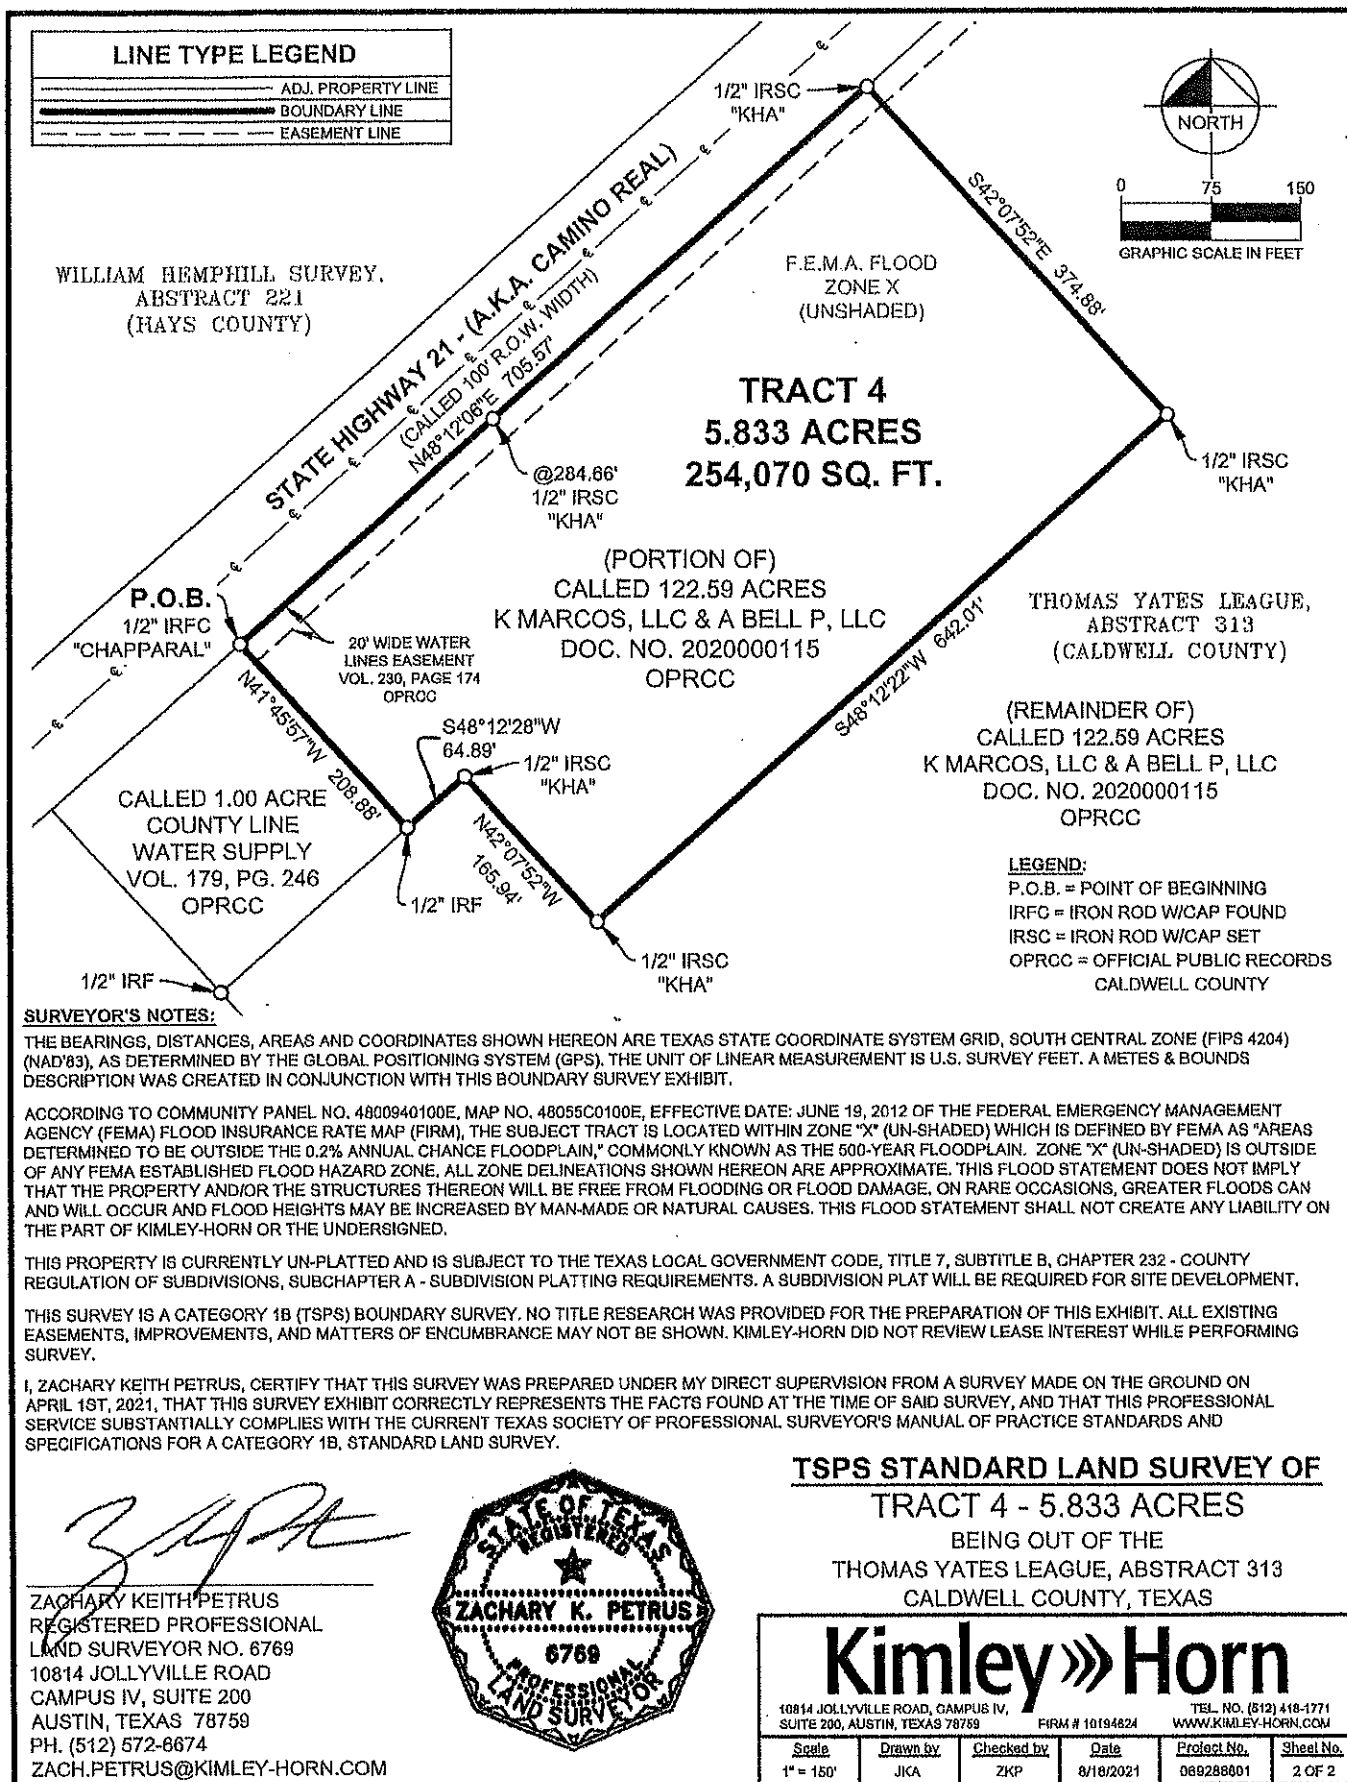 LINE TYPE LEGEND
ADJ. PROPERTY LINE
BOUNDARY LINE
EASEMENT LINE
1/2" IRSC
"KHA"
NORTH
0 75 150
GRAPHIC SCALE IN FEET
WILLIAM HEMPHILL SURVEY,
ABSTRACT 221
(HAYS COUNTY)
STATE HIGHWAY 21 - (A.K.A. CAMINO REAL)
(CALLED 100' R.O.W. WIDTH)
N48°12'06"E 705.57'
S42°07'52"E 374.88'
F.E.M.A. FLOOD
ZONE X
(UNSHADED)
TRACT 4
5.833 ACRES
254,070 SQ. FT.
@284.66'
1/2" IRSC
"KHA"
1/2" IRSC
"KHA"
(PORTION OF)
CALLED 122.59 ACRES
K MARCOS, LLC & A BELL P, LLC
DOC. NO. 2020000115
OPRCC
P.O.B.
1/2" IRFC
"CHAPPARAL"
20' WIDE WATER
LINES EASEMENT
VOL. 230, PAGE 174
OPRCC
THOMAS YATES LEAGUE,
ABSTRACT 313
(CALDWELL COUNTY)
S48°12'22"W 642.01'
N41°45'57"W 208.88'
S48°12'28"W
64.89'
1/2" IRSC
"KHA"
(REMAINDER OF)
CALLED 122.59 ACRES
K MARCOS, LLC & A BELL P, LLC
DOC. NO. 2020000115
OPRCC
CALLED 1.00 ACRE
COUNTY LINE
WATER SUPPLY
VOL. 179, PG. 246
OPRCC
N42°07'52"W
165.94'
1/2" IRF
1/2" IRSC
"KHA"
1/2" IRF
LEGEND:
P.O.B. = POINT OF BEGINNING
IRFC = IRON ROD W/CAP FOUND
IRSC = IRON ROD W/CAP SET
OPRCC = OFFICIAL PUBLIC RECORDS
CALDWELL COUNTY
SURVEYOR'S NOTES:
THE BEARINGS, DISTANCES, AREAS AND COORDINATES SHOWN HEREON ARE TEXAS STATE COORDINATE SYSTEM GRID, SOUTH CENTRAL ZONE (FIPS 4204)
(NAD'83), AS DETERMINED BY THE GLOBAL POSITIONING SYSTEM (GPS). THE UNIT OF LINEAR MEASUREMENT IS U.S. SURVEY FEET. A METES & BOUNDS
DESCRIPTION WAS CREATED IN CONJUNCTION WITH THIS BOUNDARY SURVEY EXHIBIT.
ACCORDING TO COMMUNITY PANEL NO. 4800940100E, MAP NO. 48055C0100E, EFFECTIVE DATE: JUNE 19, 2012 OF THE FEDERAL EMERGENCY MANAGEMENT
AGENCY (FEMA) FLOOD INSURANCE RATE MAP (FIRM), THE SUBJECT TRACT IS LOCATED WITHIN ZONE "X" (UN-SHADED) WHICH IS DEFINED BY FEMA AS "AREAS
DETERMINED TO BE OUTSIDE THE 0.2% ANNUAL CHANCE FLOODPLAIN," COMMONLY KNOWN AS THE 500-YEAR FLOODPLAIN. ZONE "X" (UN-SHADED) IS OUTSIDE
OF ANY FEMA ESTABLISHED FLOOD HAZARD ZONE. ALL ZONE DELINEATIONS SHOWN HEREON ARE APPROXIMATE. THIS FLOOD STATEMENT DOES NOT IMPLY
THAT THE PROPERTY AND/OR THE STRUCTURES THEREON WILL BE FREE FROM FLOODING OR FLOOD DAMAGE. ON RARE OCCASIONS, GREATER FLOODS CAN
AND WILL OCCUR AND FLOOD HEIGHTS MAY BE INCREASED BY MAN-MADE OR NATURAL CAUSES. THIS FLOOD STATEMENT SHALL NOT CREATE ANY LIABILITY ON
THE PART OF KIMLEY-HORN OR THE UNDERSIGNED.
THIS PROPERTY IS CURRENTLY UN-PLATTED AND IS SUBJECT TO THE TEXAS LOCAL GOVERNMENT CODE, TITLE 7, SUBTITLE B, CHAPTER 232 - COUNTY
REGULATION OF SUBDIVISIONS, SUBCHAPTER A - SUBDIVISION PLATTING REQUIREMENTS. A SUBDIVISION PLAT WILL BE REQUIRED FOR SITE DEVELOPMENT.
THIS SURVEY IS A CATEGORY 1B (TSPS) BOUNDARY SURVEY. NO TITLE RESEARCH WAS PROVIDED FOR THE PREPARATION OF THIS EXHIBIT. ALL EXISTING
EASEMENTS, IMPROVEMENTS, AND MATTERS OF ENCUMBRANCE MAY NOT BE SHOWN. KIMLEY-HORN DID NOT REVIEW LEASE INTEREST WHILE PERFORMING
SURVEY.
I, ZACHARY KEITH PETRUS, CERTIFY THAT THIS SURVEY WAS PREPARED UNDER MY DIRECT SUPERVISION FROM A SURVEY MADE ON THE GROUND ON
APRIL 1ST, 2021, THAT THIS SURVEY EXHIBIT CORRECTLY REPRESENTS THE FACTS FOUND AT THE TIME OF SAID SURVEY, AND THAT THIS PROFESSIONAL
SERVICE SUBSTANTIALLY COMPLIES WITH THE CURRENT TEXAS SOCIETY OF PROFESSIONAL SURVEYOR'S MANUAL OF PRACTICE STANDARDS AND
SPECIFICATIONS FOR A CATEGORY 1B, STANDARD LAND SURVEY.
ZACHARY KEITH PETRUS
REGISTERED PROFESSIONAL
LAND SURVEYOR NO. 6769
10814 JOLLYVILLE ROAD
CAMPUS IV, SUITE 200
AUSTIN, TEXAS 78759
PH. (512) 572-6674
ZACH.PETRUS@KIMLEY-HORN.COM
STATE OF TEXAS
REGISTERED
ZACHARY K. PETRUS
6769
PROFESSIONAL
LAND SURVEYOR
TSPS STANDARD LAND SURVEY OF
TRACT 4 - 5.833 ACRES
BEING OUT OF THE
THOMAS YATES LEAGUE, ABSTRACT 313
CALDWELL COUNTY, TEXAS
Kimley»Horn
10814 JOLLYVILLE ROAD, CAMPUS IV,
SUITE 200, AUSTIN, TEXAS 78759
FIRM # 10194624
TEL. NO. (512) 418-1771
WWW.KIMLEY-HORN.COM
Scale Drawn by Checked by Date Project No. Sheet No.
1" = 150' JKA ZKP 8/18/2021 069288601 2 OF 2